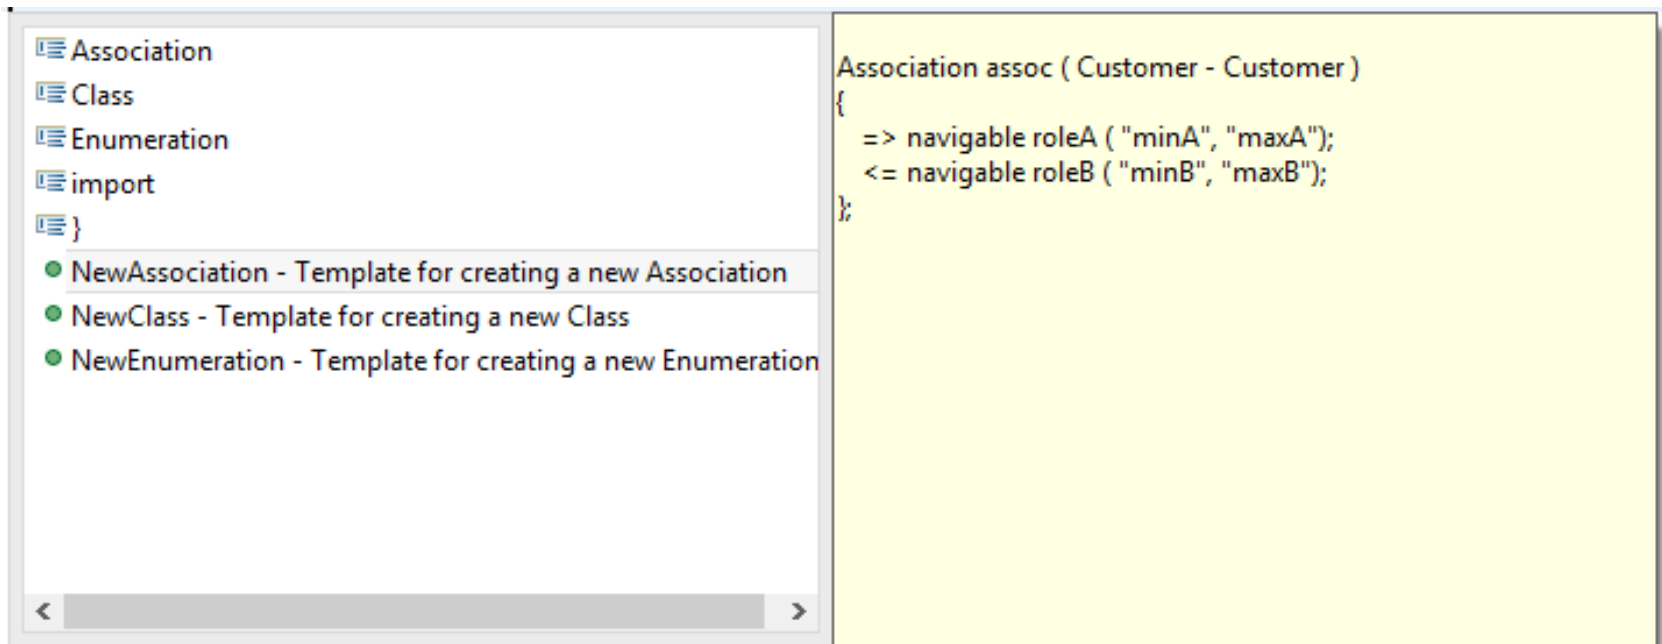 Association
Class
Enumeration
import
}
NewAssociation - Template for creating a new Association
NewClass - Template for creating a new Class
NewEnumeration - Template for creating a new Enumeration
Association assoc ( Customer - Customer )
{
=> navigable roleA ( "minA", "maxA");
<= navigable roleB ( "minB", "maxB");
};